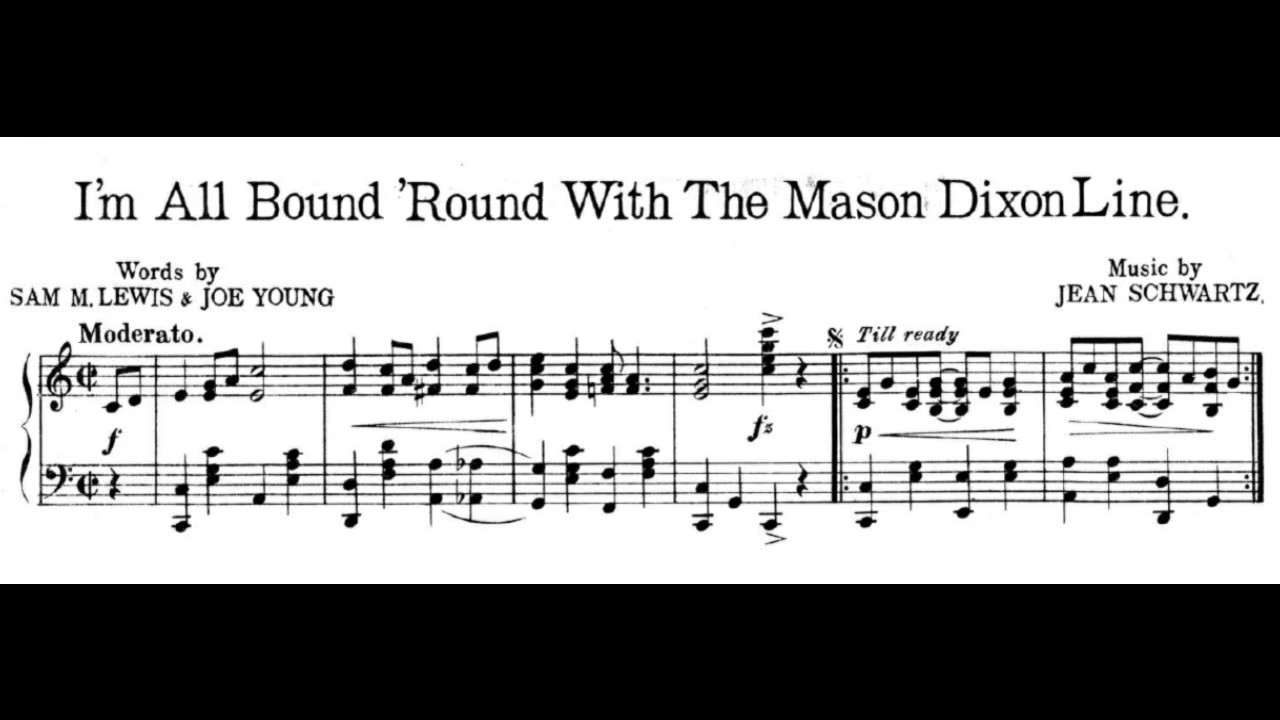 I'm All Bound 'Round With The Mason Dixon Line.
Words by
SAM M. LEWIS & JOE YOUNG
Music by
JEAN SCHWARTZ.
Moderato.
Till ready
f
fz
p